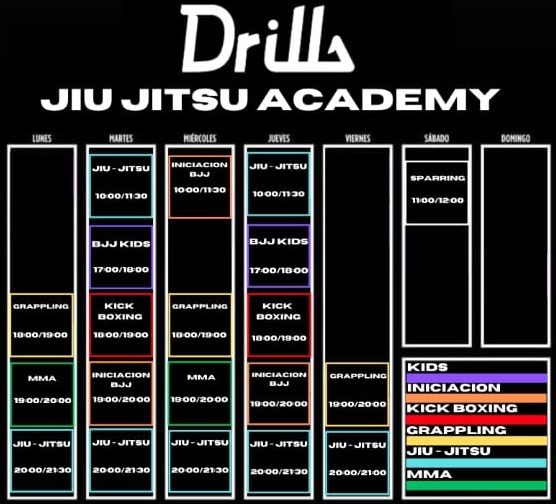 Drills
JIU JITSU ACADEMY
LUNES
MARTES
MIÉRCOLES
JUEVES
VIERNES
SÁBADO
DOMINGO
JIU - JITSU
10:00/11:30
INICIACION
BJJ
10:00/11:30
JIU - JITSU
10:00/11:30
SPARRING
11:00/12:00
BJJ KIDS
17:00/18:00
BJJ KIDS
17:00/18:00
GRAPPLING
18:00/19:00
KICK
BOXING
18:00/19:00
GRAPPLING
18:00/19:00
KICK
BOXING
18:00/19:00
MMA
19:00/20:00
INICIACION
BJJ
19:00/20:00
MMA
19:00/20:00
INICIACION
BJJ
19:00/20:00
GRAPPLING
19:00/20:00
JIU - JITSU
20:00/21:30
JIU - JITSU
20:00/21:30
JIU - JITSU
20:00/21:30
JIU - JITSU
20:00/21:30
JIU - JITSU
20:00/21:00
KIDS
INICIACION
KICK BOXING
GRAPPLING
JIU - JITSU
MMA